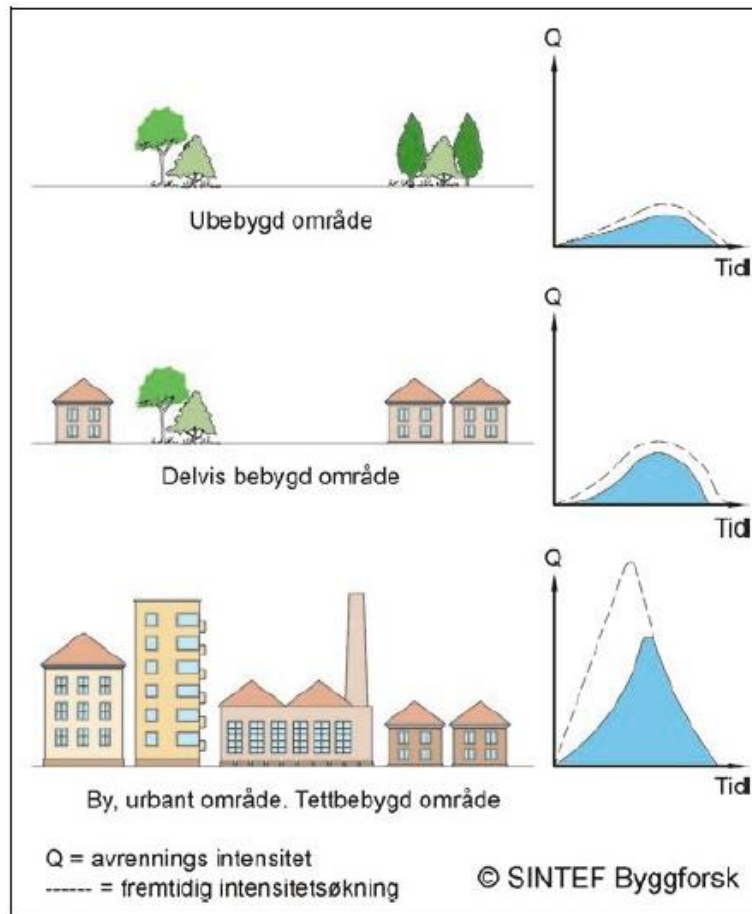 Q
Ubebygd område
Tid
Q
Delvis bebygd område
Tid
Q
By, urbant område. Tettbebygd område
Tid
Q = avrennings intensitet
------ = fremtidig intensitetsøkning
© SINTEF Byggforsk